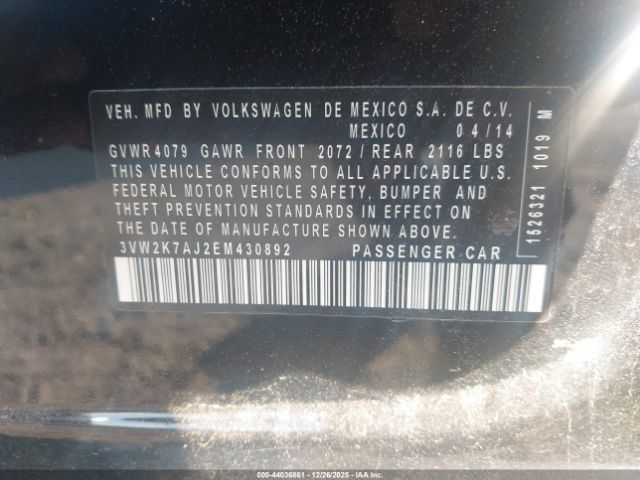 VEH. MFD BY VOLKSWAGEN DE MEXICO S.A. DE C.V.
MEXICO 04/14
GVWR 4079 GAWR FRONT 2072 / REAR 2116 LBS
THIS VEHICLE CONFORMS TO ALL APPLICABLE U.S.
FEDERAL MOTOR VEHICLE SAFETY, BUMPER AND
THEFT PREVENTION STANDARDS IN EFFECT ON
THE DATE OF MANUFACTURE SHOWN ABOVE.
3VW2K7AJ2EM430892 PASSENGER CAR
1526321 1019 M
000-44036861 - 12/26/2025 - Copyright © IAA, Inc.